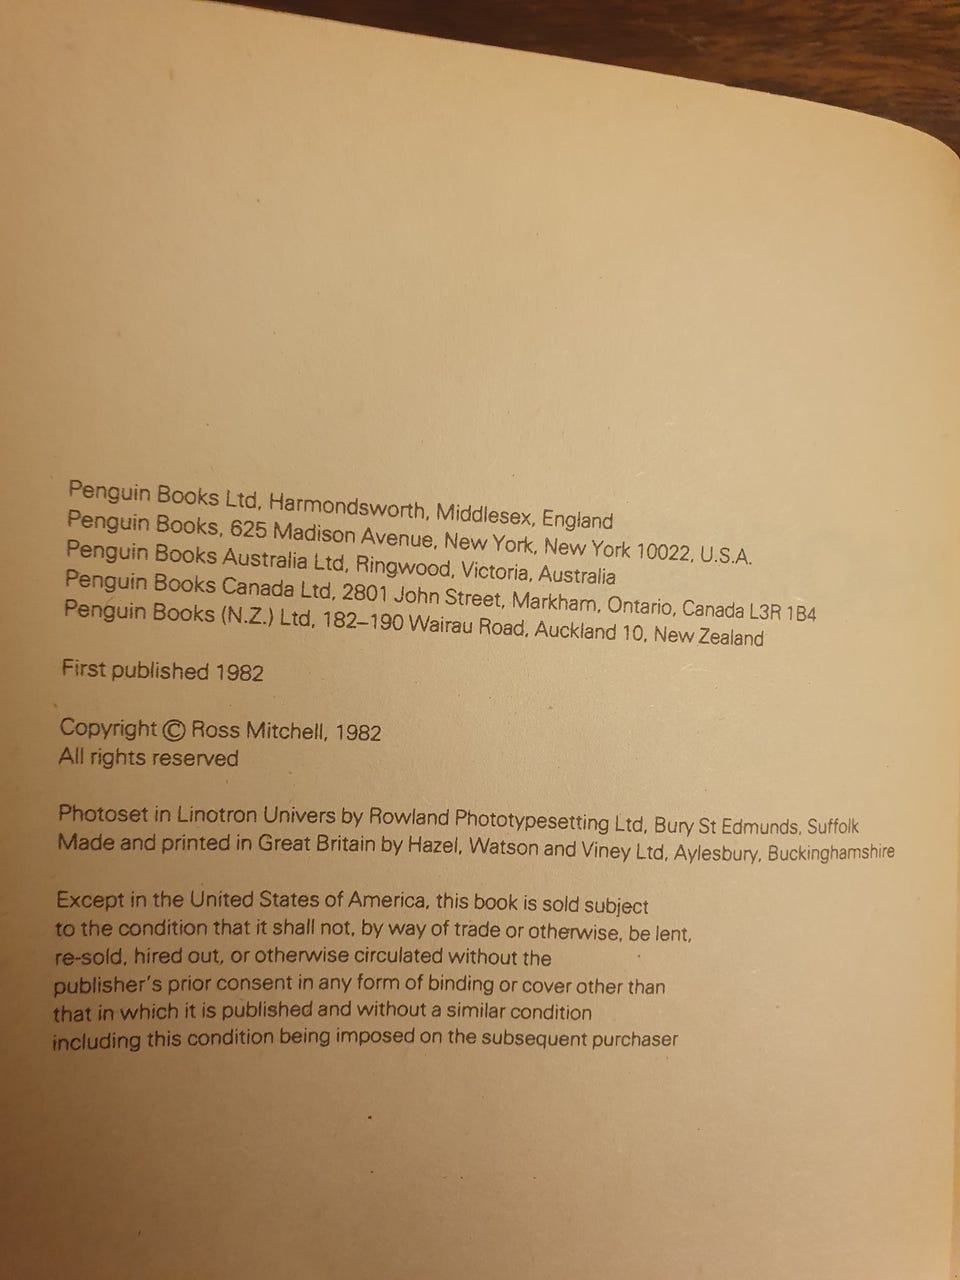 Penguin Books Ltd, Harmondsworth, Middlesex, England
Penguin Books, 625 Madison Avenue, New York, New York 10022, U.S.A.
Penguin Books Australia Ltd, Ringwood, Victoria, Australia
Penguin Books Canada Ltd, 2801 John Street, Markham, Ontario, Canada L3R 1B4
Penguin Books (N.Z.) Ltd, 182–190 Wairau Road, Auckland 10, New Zealand
First published 1982
Copyright © Ross Mitchell, 1982
All rights reserved
Photoset in Linotron Univers by Rowland Phototypesetting Ltd, Bury St Edmunds, Suffolk
Made and printed in Great Britain by Hazel, Watson and Viney Ltd, Aylesbury, Buckinghamshire
Except in the United States of America, this book is sold subject
to the condition that it shall not, by way of trade or otherwise, be lent,
re-sold, hired out, or otherwise circulated without the
publisher's prior consent in any form of binding or cover other than
that in which it is published and without a similar condition
including this condition being imposed on the subsequent purchaser